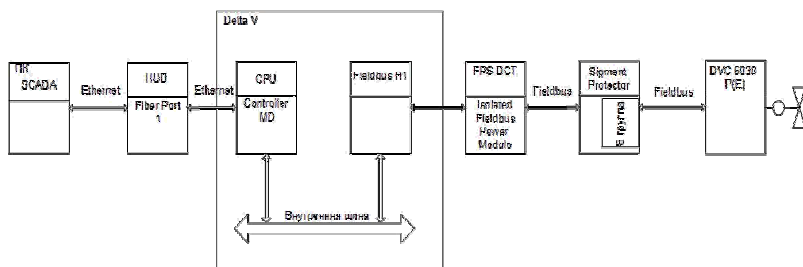 Delta V
ПК
SCADA
Ethernet
HUB
Fiber Port
1
Ethernet
CPU
Controller
MD
Fieldbus H1
FPS DCT
Isolated
Fieldbus
Power
Module
Fieldbus
Sigment
Protector
Fieldbus
DVC 6030
F(E)
Внутренняя шина